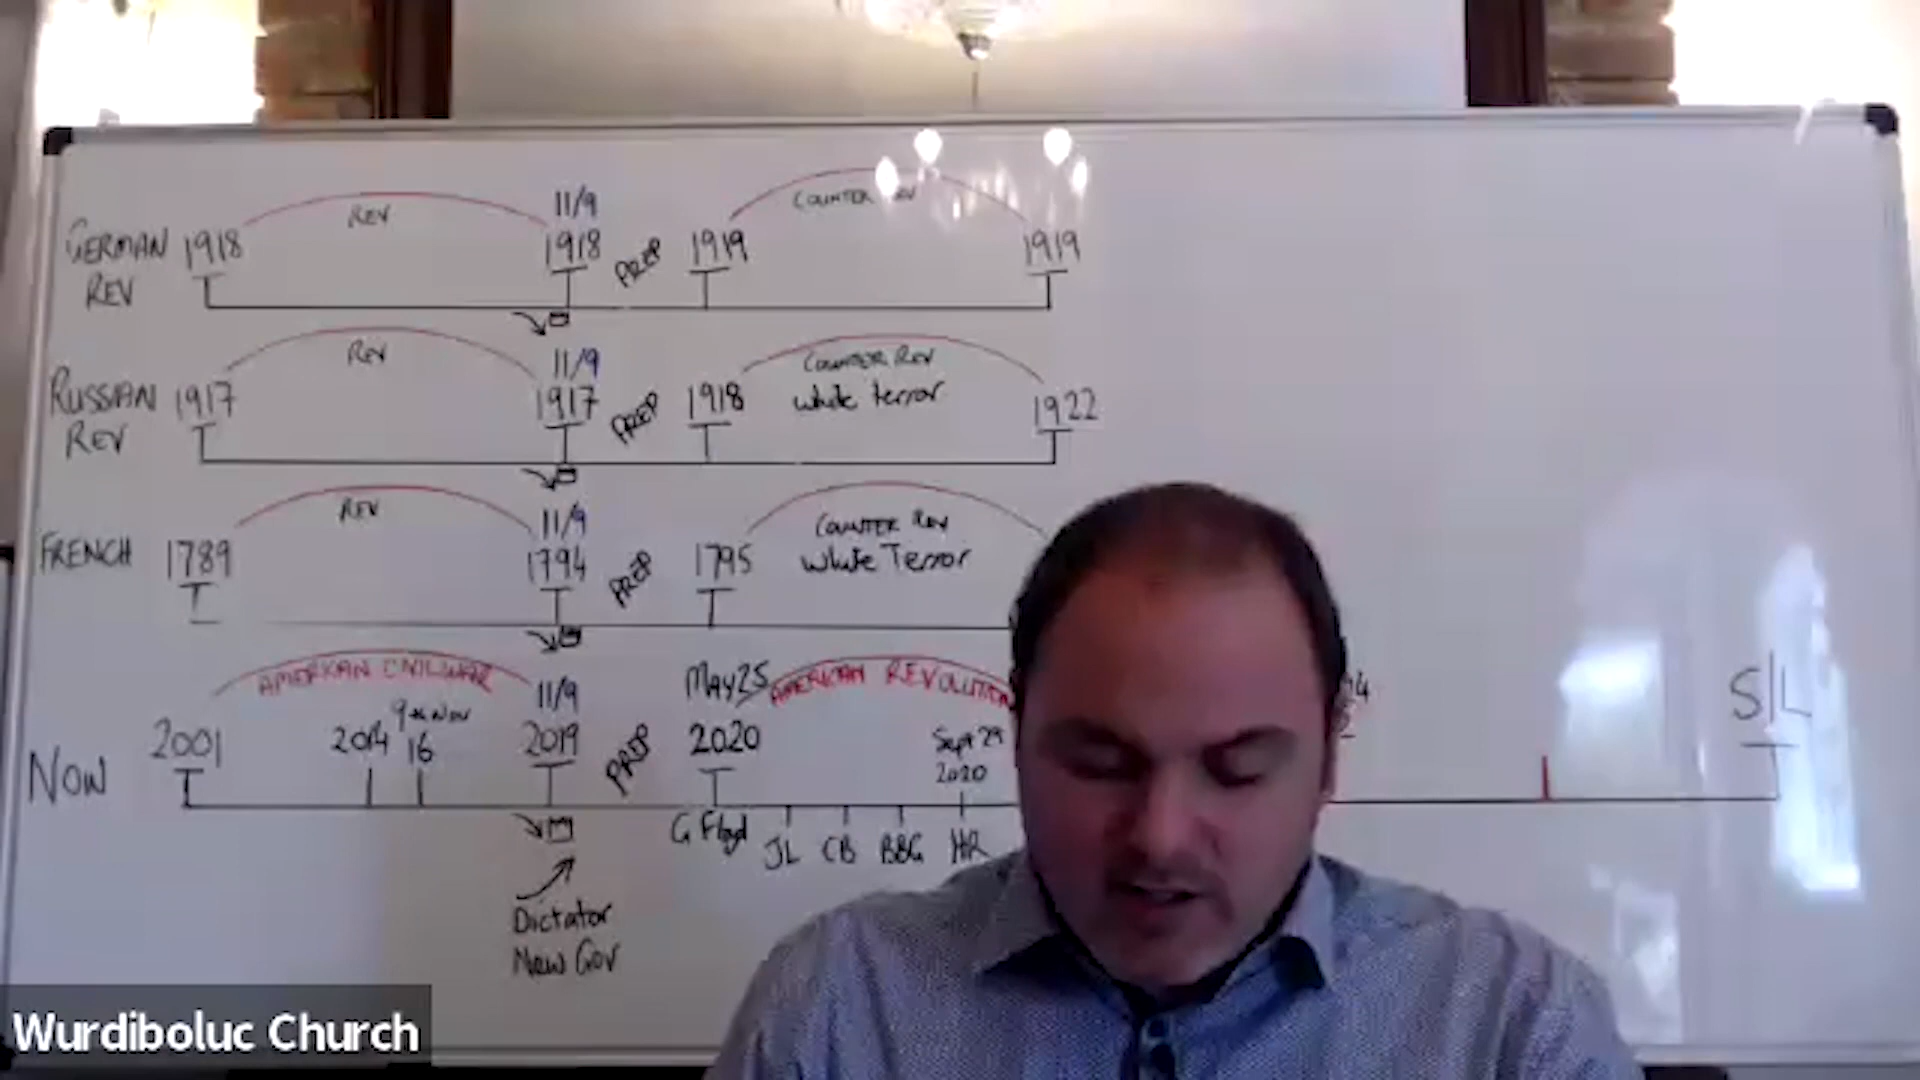 GERMAN REV
1918
REV
11/9
1918
PREP
1919
COUNTER
1919
RUSSIAN REV
1917
REV
11/9
1917
PREP
1918
COUNTER REV
white terror
1922
FRENCH
1789
REV
11/9
1794
PREP
1795
COUNTER REV
White Terror
NOW
AMERICAN CIVIL WAR
2001
2014
9th Nov
16
11/9
2019
PREP
May 25
2020
AMERICAN REVOLUTION
Sept 29
2020
S/L
G Floyd
JL
CB
BBG
HR
Dictator
New Gov
Wurdiboluc Church